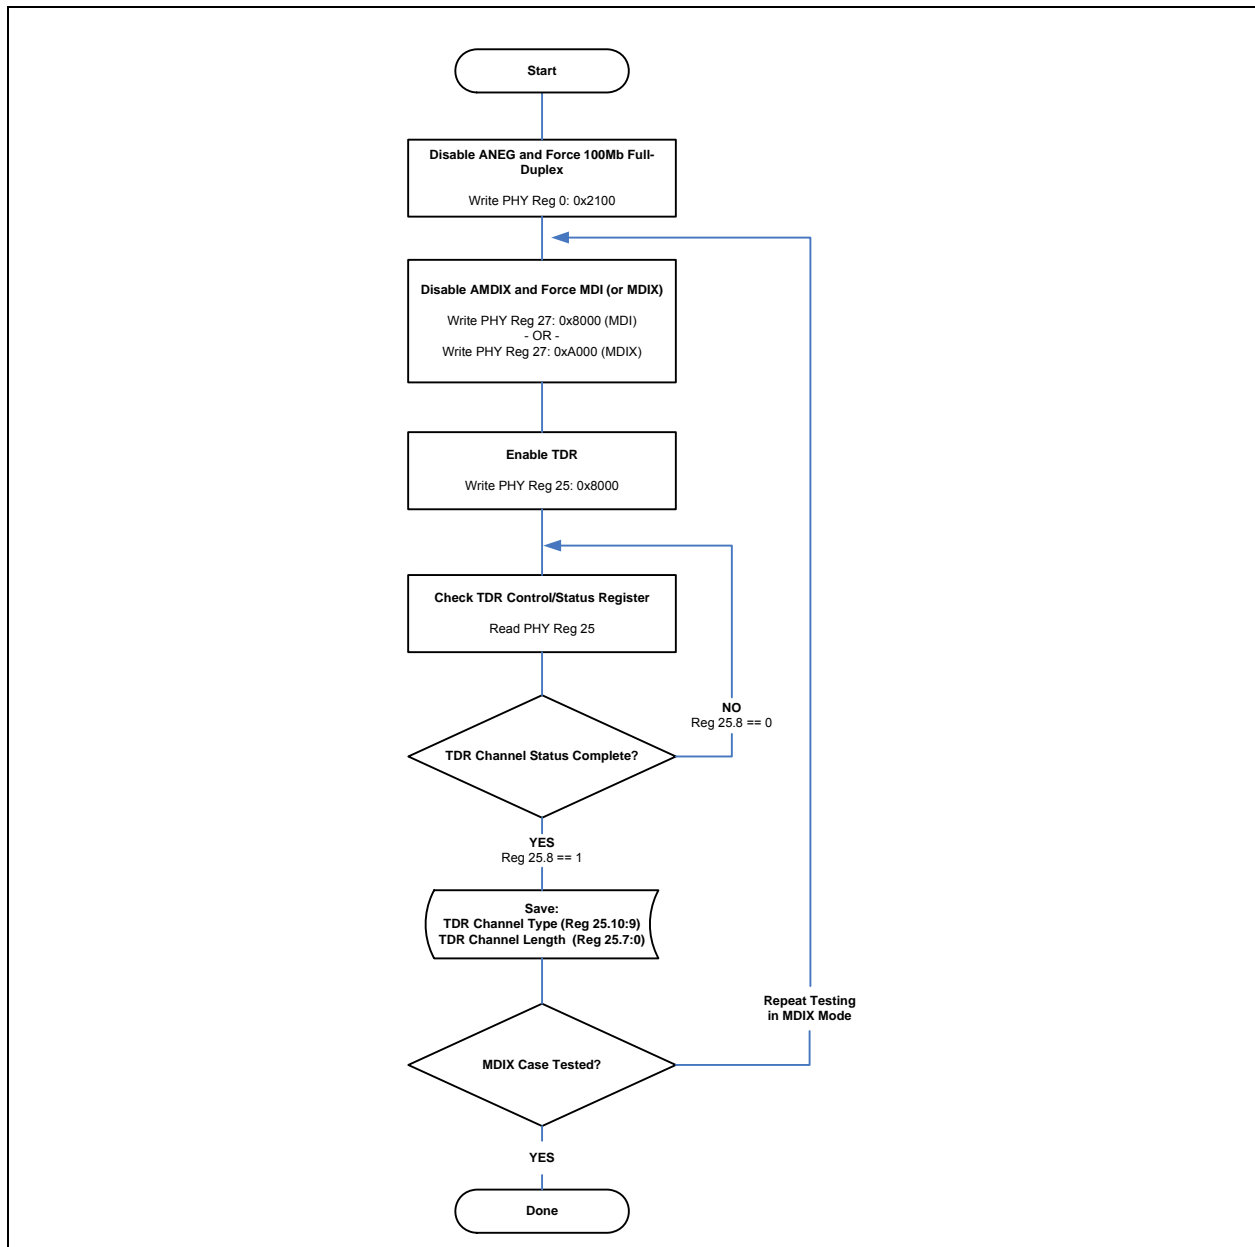 Start
Disable ANEG and Force 100Mb Full-
Duplex
Write PHY Reg 0: 0x2100
Disable AMDIX and Force MDI (or MDIX)
Write PHY Reg 27: 0x8000 (MDI)
- OR -
Write PHY Reg 27: 0xA000 (MDIX)
Enable TDR
Write PHY Reg 25: 0x8000
Check TDR Control/Status Register
Read PHY Reg 25
NO
Reg 25.8 == 0
TDR Channel Status Complete?
YES
Reg 25.8 == 1
Save:
TDR Channel Type (Reg 25.10:9)
TDR Channel Length (Reg 25.7:0)
Repeat Testing
in MDIX Mode
MDIX Case Tested?
YES
Done